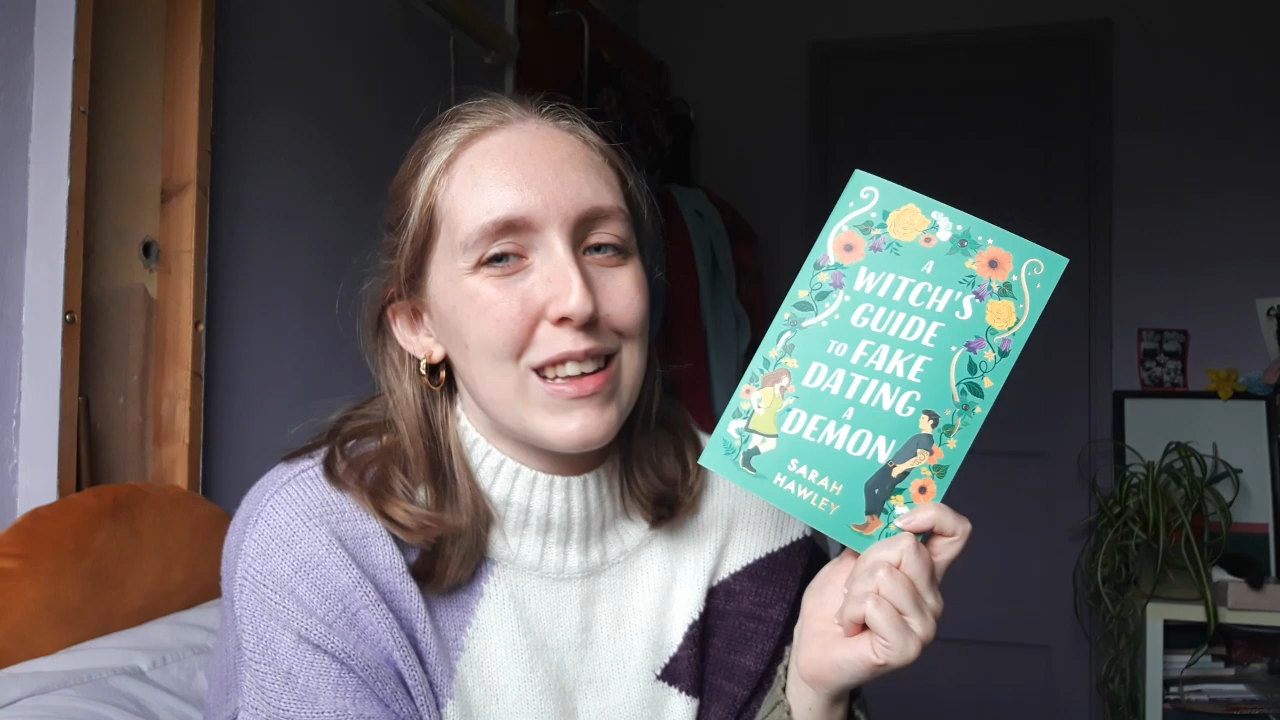 A
WITCH'S
GUIDE
TO FAKE
DATING
A
DEMON
SARAH
HAWLEY